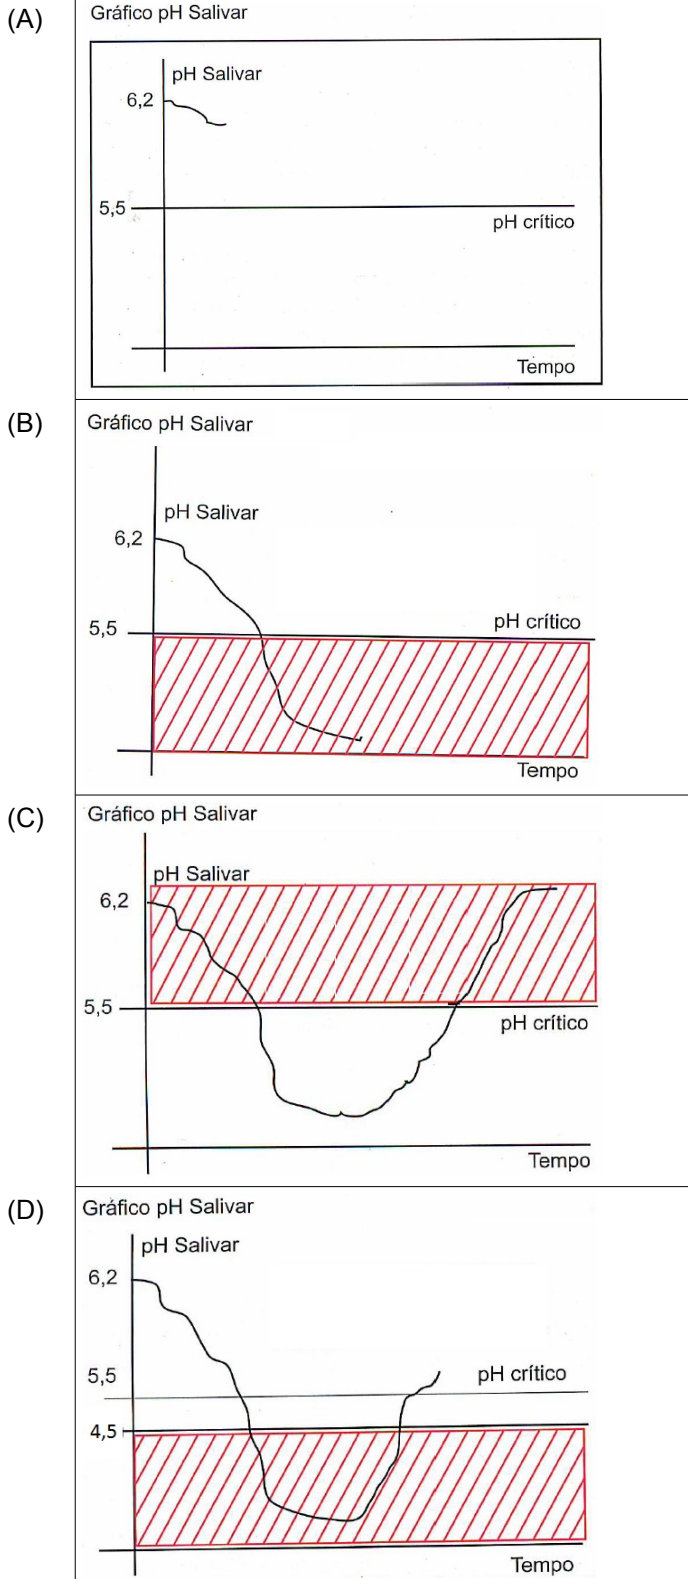 (A)
Gráfico pH Salivar
pH Salivar
6,2
5,5
pH crítico
Tempo
(B)
Gráfico pH Salivar
pH Salivar
6,2
5,5
pH crítico
Tempo
(C)
Gráfico pH Salivar
pH Salivar
6,2
5,5
pH crítico
Tempo
(D)
Gráfico pH Salivar
pH Salivar
6,2
5,5
pH crítico
4,5
Tempo